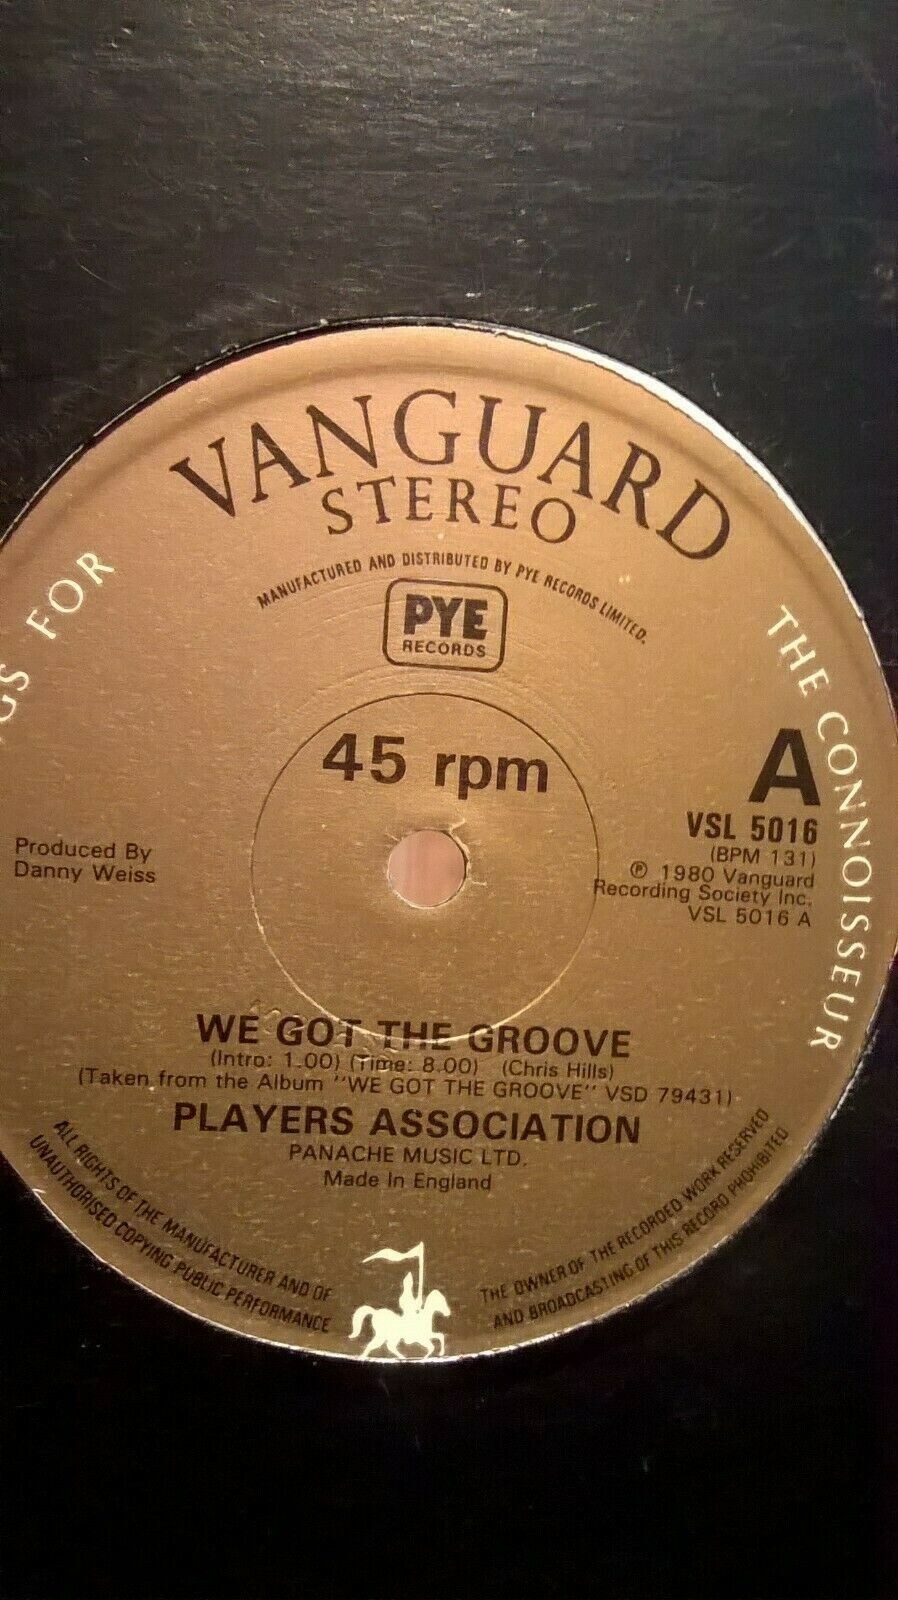 VANGUARD
STEREO
MANUFACTURED AND DISTRIBUTED BY PYE RECORDS LIMITED.
PYE
RECORDS
FOR
THE CONNOISSEUR
45 rpm
A
VSL 5016
(BPM 131)
℗ 1980 Vanguard
Recording Society Inc.
VSL 5016 A
Produced By
Danny Weiss
WE GOT THE GROOVE
(Intro: 1.00) (Time: 8.00) (Chris Hills)
(Taken from the Album "WE GOT THE GROOVE" VSD 79431)
PLAYERS ASSOCIATION
PANACHE MUSIC LTD.
Made In England
ALL RIGHTS OF THE MANUFACTURER AND OF
THE OWNER OF THE RECORDED WORK RESERVED
UNAUTHORISED COPYING PUBLIC PERFORMANCE
AND BROADCASTING OF THIS RECORD PROHIBITED